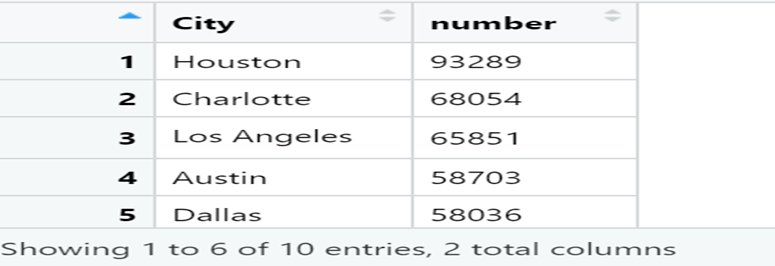 City number
1 Houston 93289
2 Charlotte 68054
3 Los Angeles 65851
4 Austin 58703
5 Dallas 58036
Showing 1 to 6 of 10 entries, 2 total columns